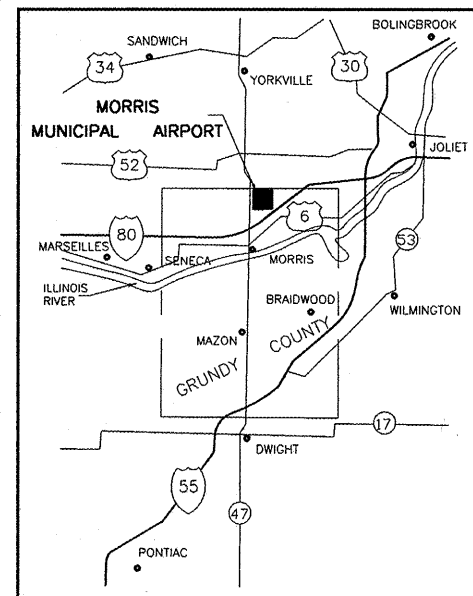 BOLINGBROOK
SANDWICH
34
30
YORKVILLE
MORRIS
MUNICIPAL AIRPORT
JOLIET
52
6
80
53
MARSEILLES
SENECA
MORRIS
ILLINOIS
RIVER
BRAIDWOOD
WILMINGTON
MAZON
GRUNDY COUNTY
17
DWIGHT
55
47
PONTIAC